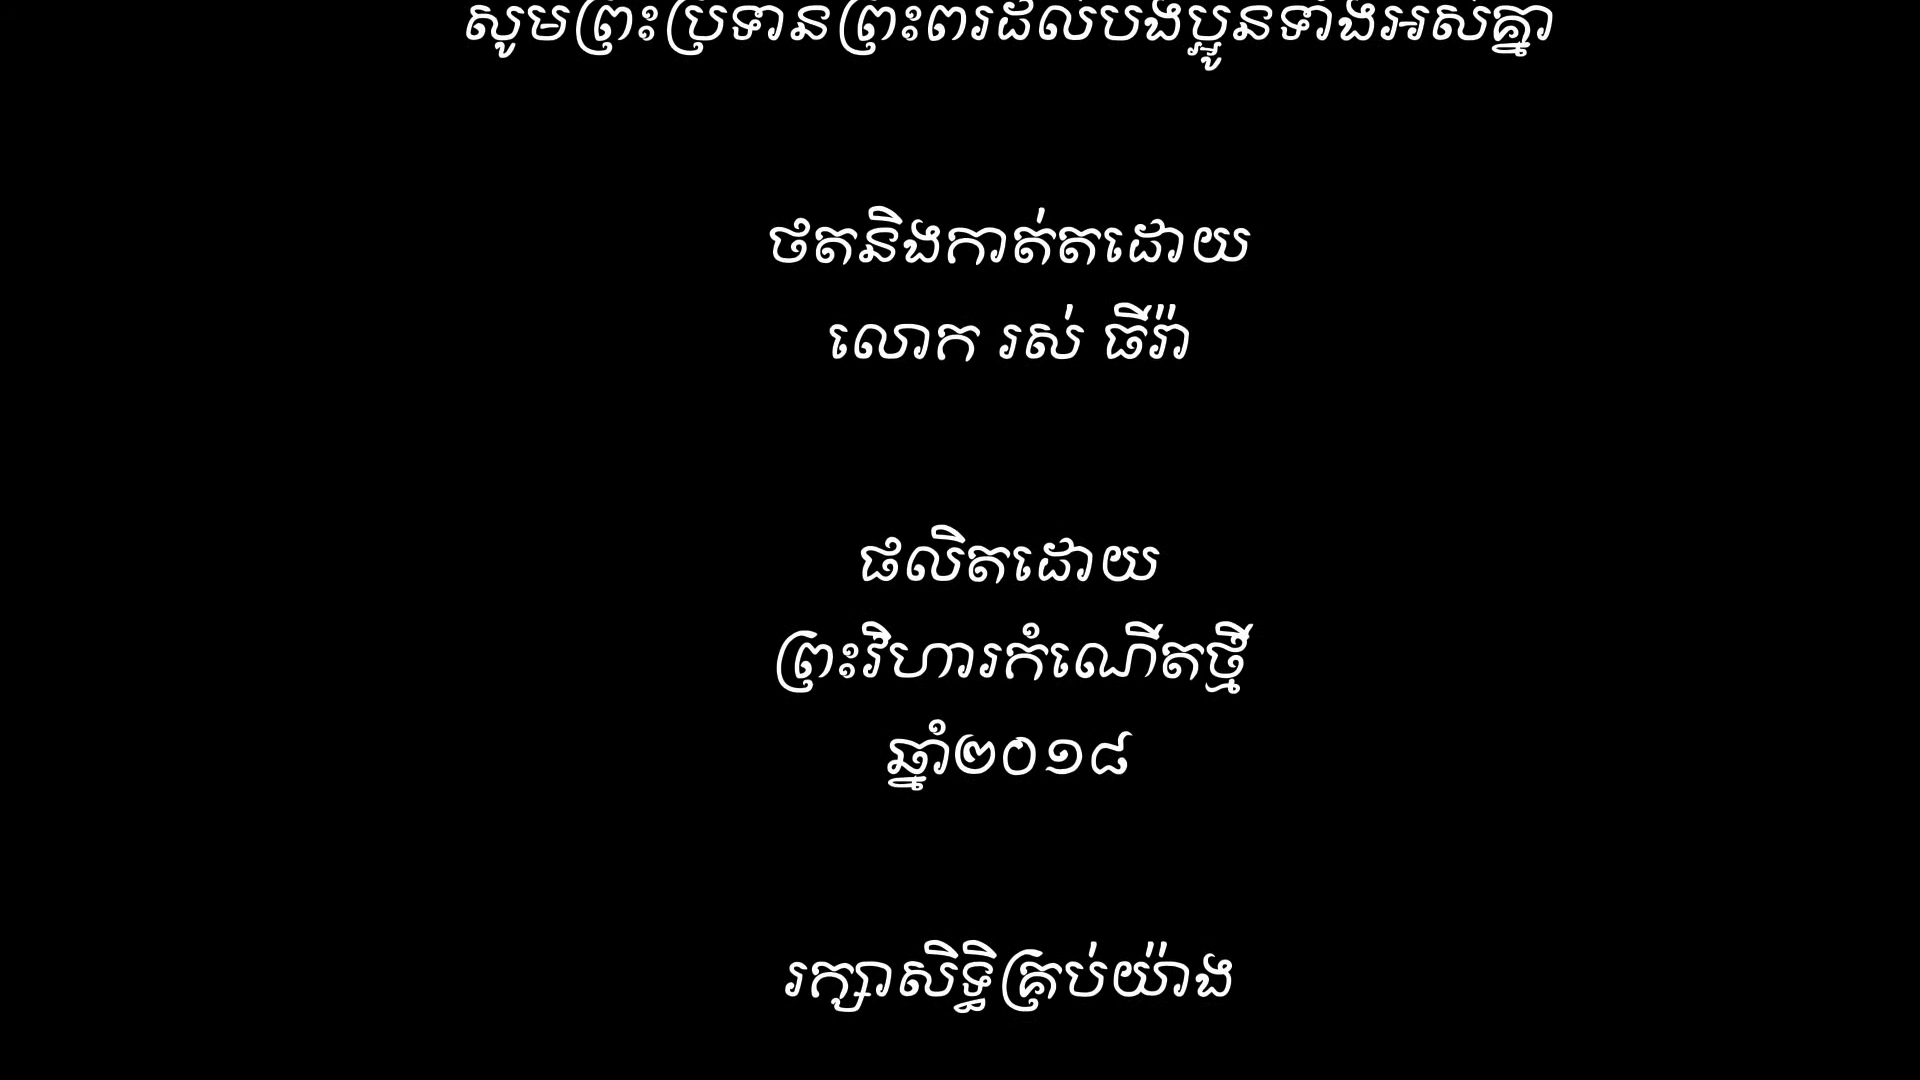 សូមព្រះប្រទានព្រះពរដល់បងប្អូនទាំងអស់គ្នា
ថតនិងកាត់តដោយ
លោក រស់ ធីរ៉ា
ផលិតដោយ
ព្រះវិហារកំណើតថ្មី
ឆ្នាំ២០១៨
រក្សាសិទ្ធិគ្រប់យ៉ាង